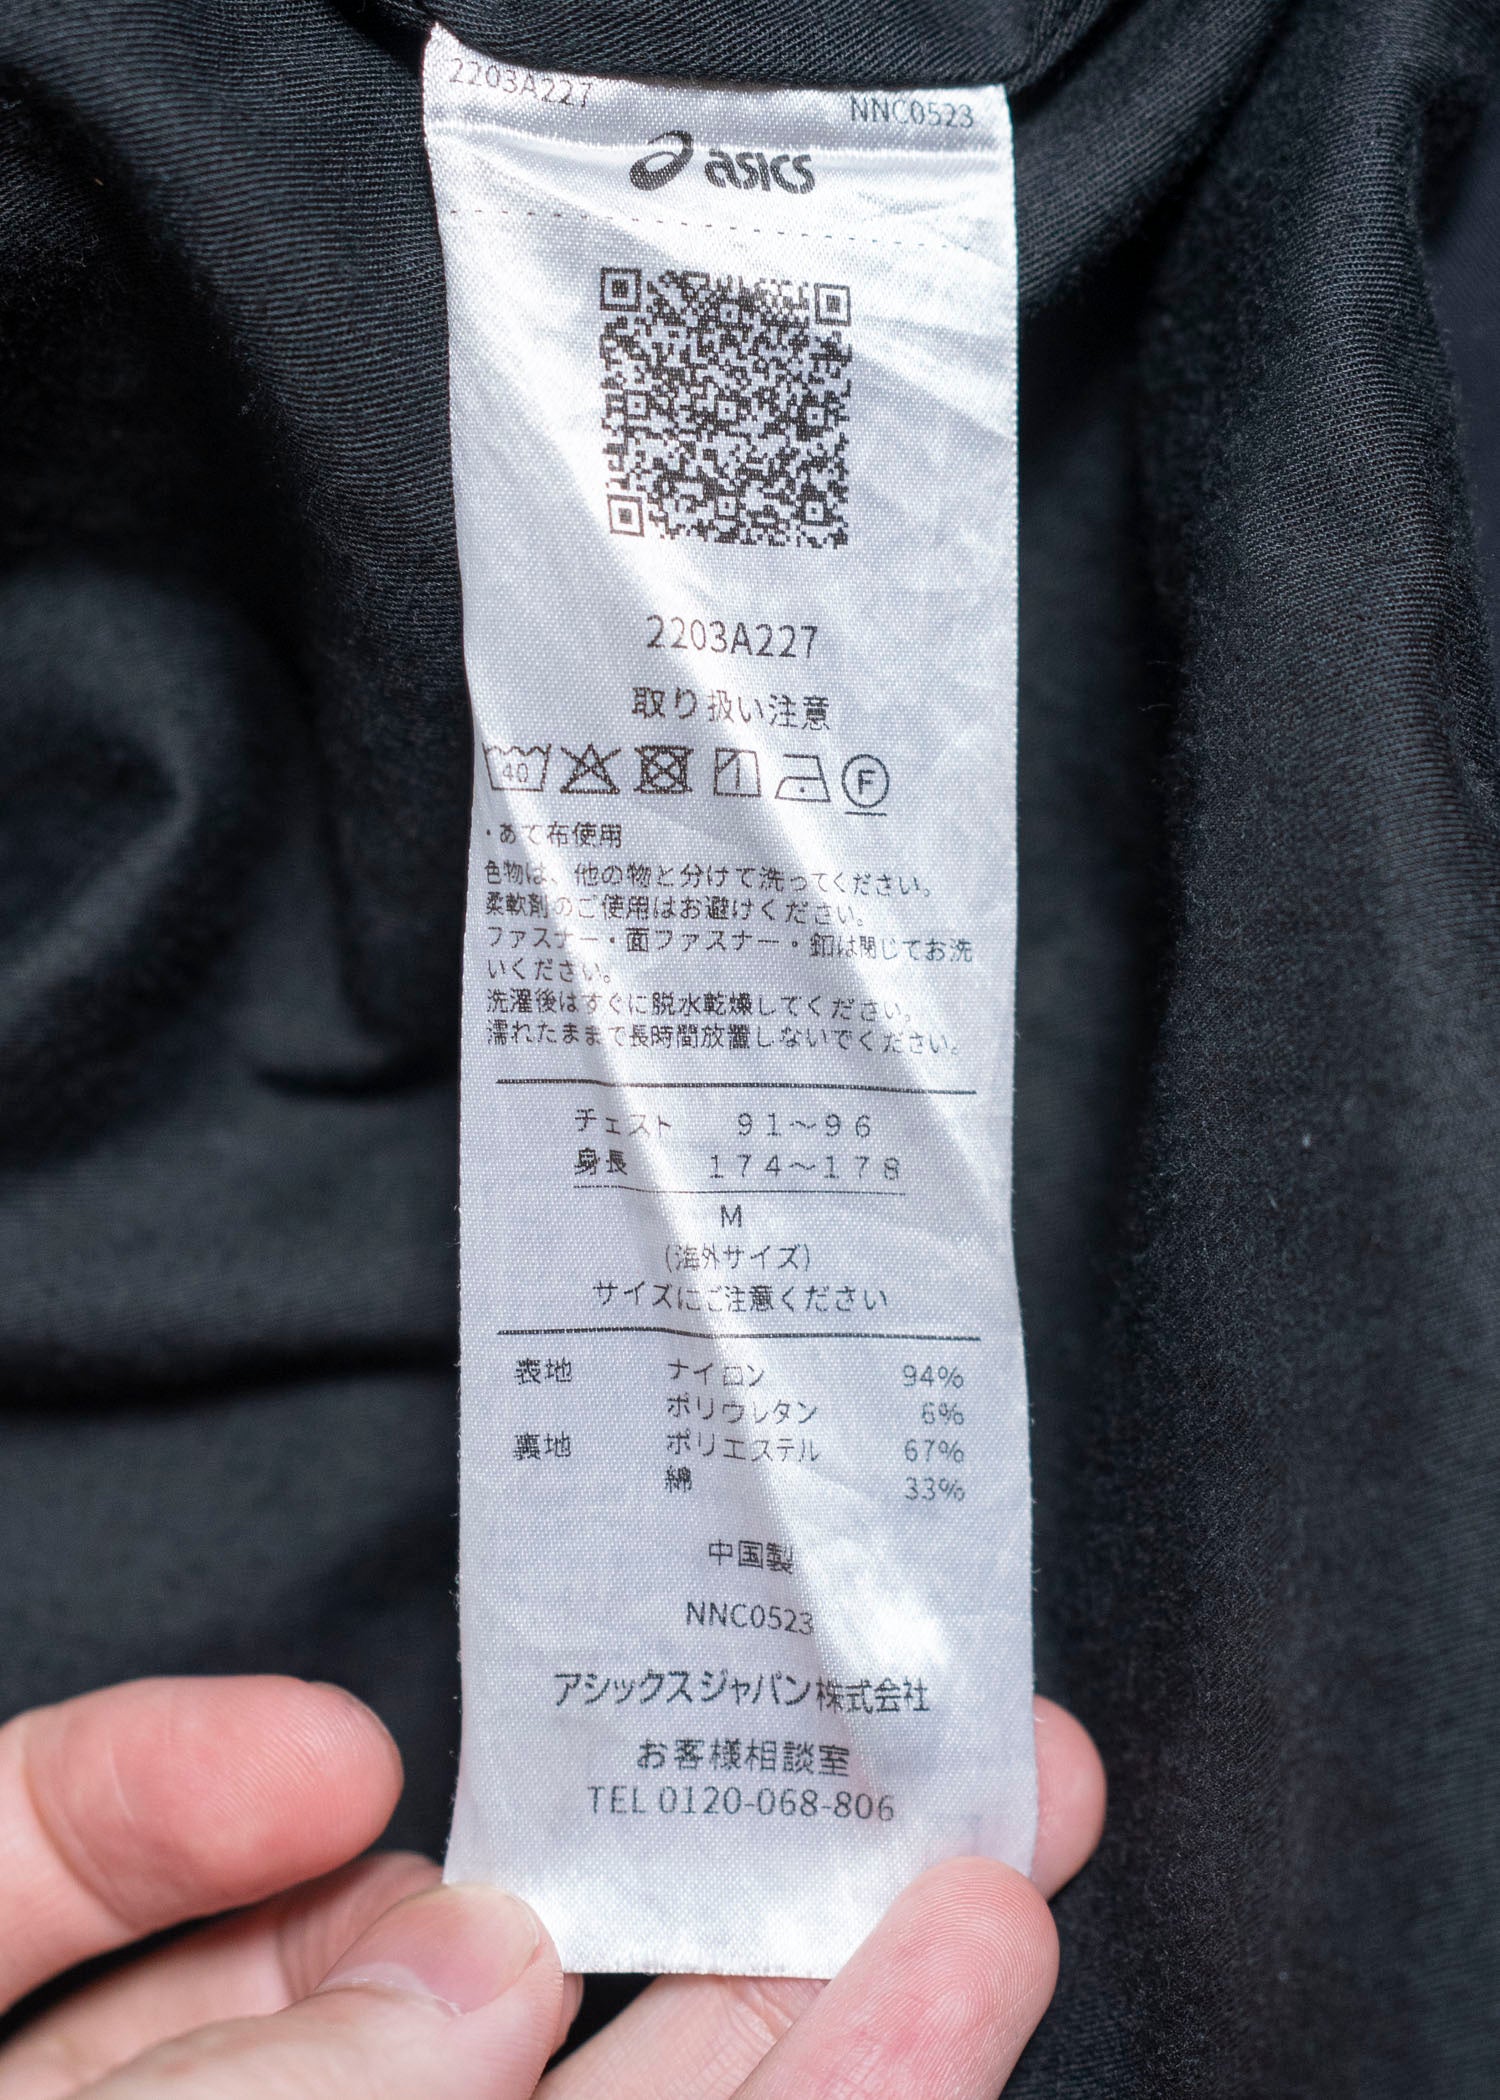 2203A227
NNC0523
asics
2203A227
取り扱い注意
40
F
・あて布使用
色物は、他の物と分けて洗ってください。
柔軟剤のご使用はお避けください。
ファスナー・面ファスナー・釦は閉じてお洗
いください。
洗濯後はすぐに脱水乾燥してください。
濡れたままで長時間放置しないでください。
チェスト 91～96
身長 174～178
M
(海外サイズ)
サイズにご注意ください
表地 ナイロン 94%
ポリウレタン 6%
裏地 ポリエステル 67%
綿 33%
中国製
NNC0523
アシックスジャパン株式会社
お客様相談室
TEL 0120-068-806